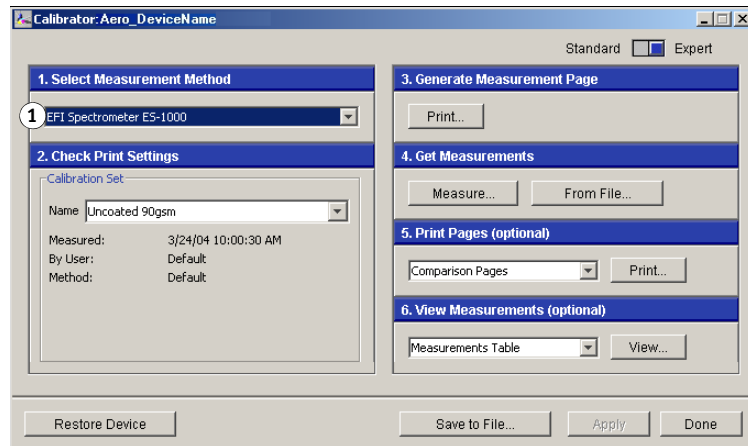 Calibrator:Aero_DeviceName
Standard Expert
1. Select Measurement Method
1
EFI Spectrometer ES-1000
2. Check Print Settings
Calibration Set
Name Uncoated 90gsm
Measured: 3/24/04 10:00:30 AM
By User: Default
Method: Default
3. Generate Measurement Page
Print...
4. Get Measurements
Measure... From File...
5. Print Pages (optional)
Comparison Pages Print...
6. View Measurements (optional)
Measurements Table View...
Restore Device Save to File... Apply Done